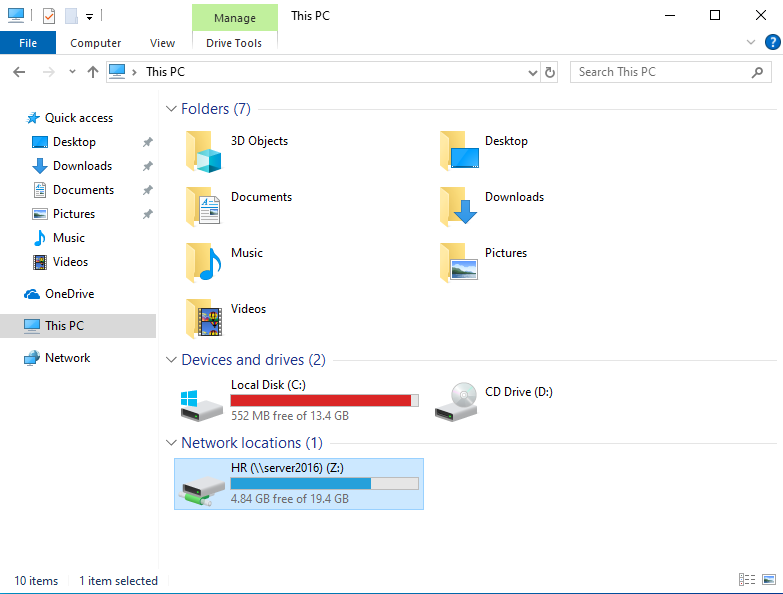 Manage
This PC
File
Computer
View
Drive Tools
?
This PC
Search This PC
Quick access
Desktop
Downloads
Documents
Pictures
Music
Videos
OneDrive
This PC
Network
Folders (7)
3D Objects
Desktop
Documents
Downloads
Music
Pictures
Videos
Devices and drives (2)
Local Disk (C:)
552 MB free of 13.4 GB
CD Drive (D:)
Network locations (1)
HR (\\server2016) (Z:)
4.84 GB free of 19.4 GB
10 items
1 item selected